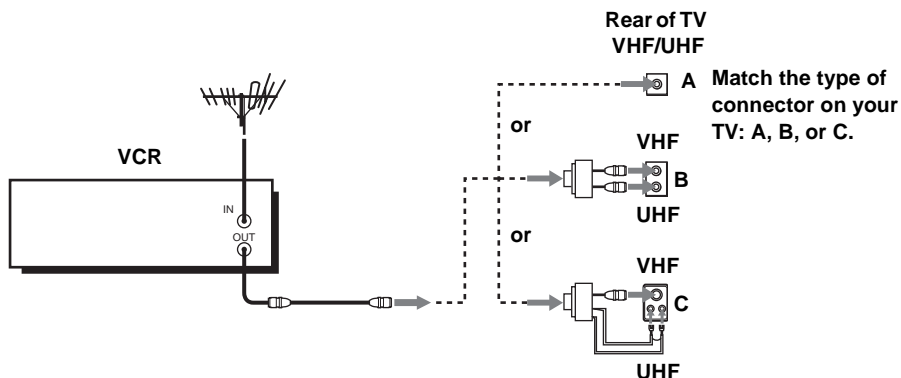 Rear of TV
VHF/UHF
A
Match the type of
connector on your
TV: A, B, or C.
or
VCR
VHF
B
IN
UHF
OUT
or
VHF
C
UHF